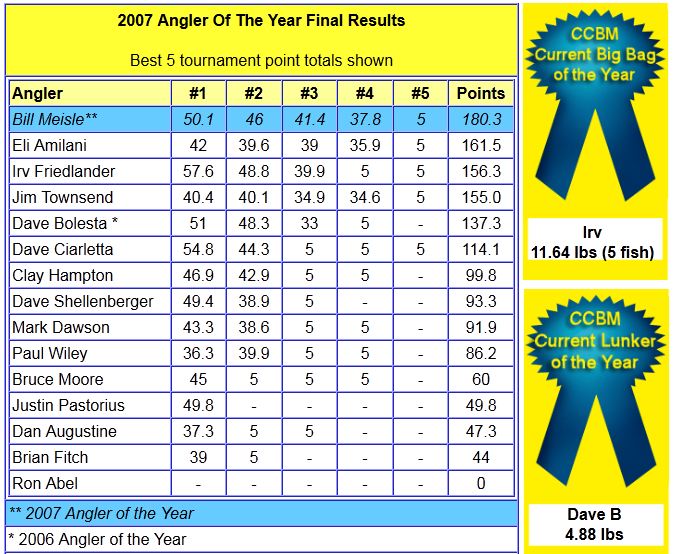 2007 Angler Of The Year Final Results
Best 5 tournament point totals shown
Angler #1 #2 #3 #4 #5 Points
Bill Meisle** 50.1 46 41.4 37.8 5 180.3
Eli Amilani 42 39.6 39 35.9 5 161.5
Irv Friedlander 57.6 48.8 39.9 5 5 156.3
Jim Townsend 40.4 40.1 34.9 34.6 5 155.0
Dave Bolesta * 51 48.3 33 5 - 137.3
Dave Ciarletta 54.8 44.3 5 5 5 114.1
Clay Hampton 46.9 42.9 5 5 - 99.8
Dave Shellenberger 49.4 38.9 5 - - 93.3
Mark Dawson 43.3 38.6 5 5 - 91.9
Paul Wiley 36.3 39.9 5 5 - 86.2
Bruce Moore 45 5 5 5 - 60
Justin Pastorius 49.8 - - - - 49.8
Dan Augustine 37.3 5 5 - - 47.3
Brian Fitch 39 5 - - - 44
Ron Abel - - - - - 0
** 2007 Angler of the Year
* 2006 Angler of the Year
CCBM
Current Big Bag
of the Year
Irv
11.64 lbs (5 fish)
CCBM
Current Lunker
of the Year
Dave B
4.88 lbs